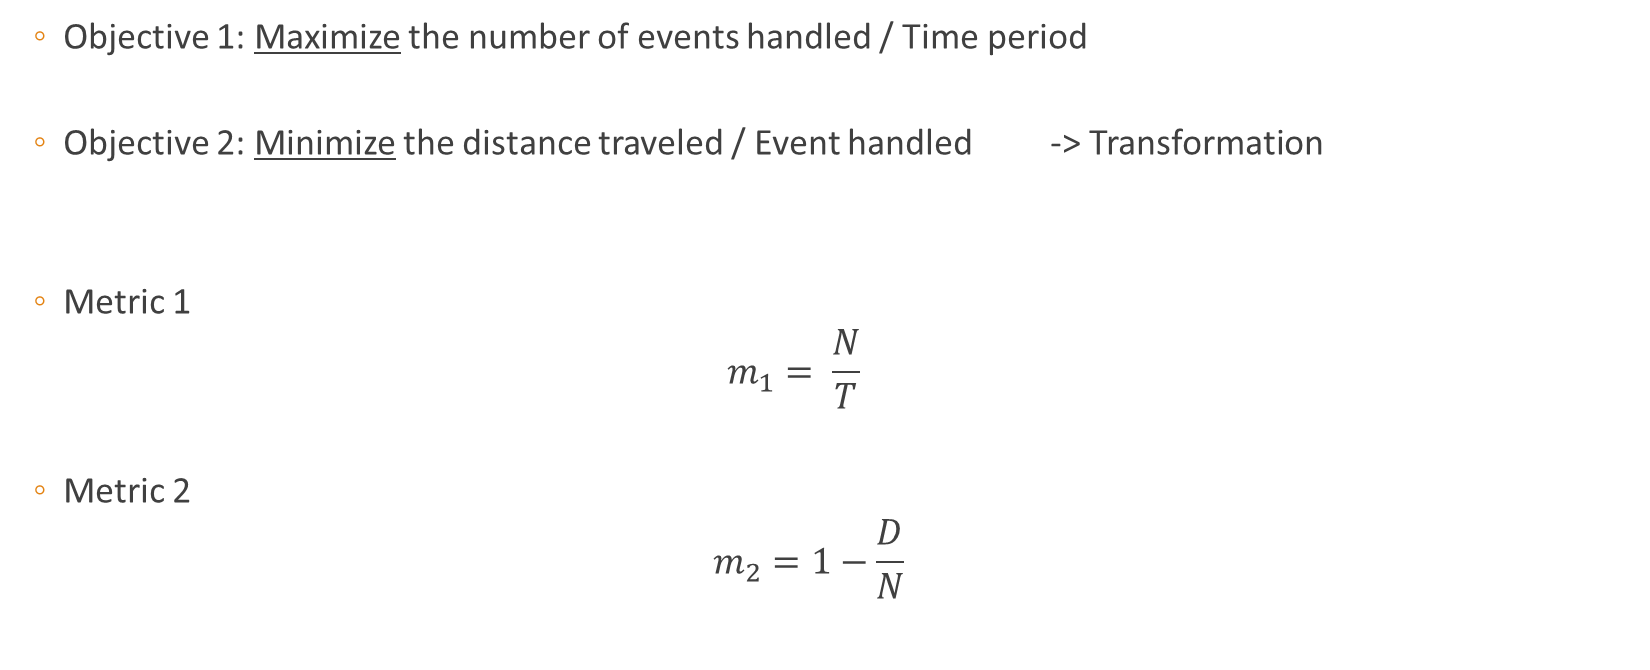 ◦ Objective 1: Maximize the number of events handled / Time period
◦ Objective 2: Minimize the distance traveled / Event handled -> Transformation
◦ Metric 1
m₁ = N/T
◦ Metric 2
m₂ = 1 − D/N